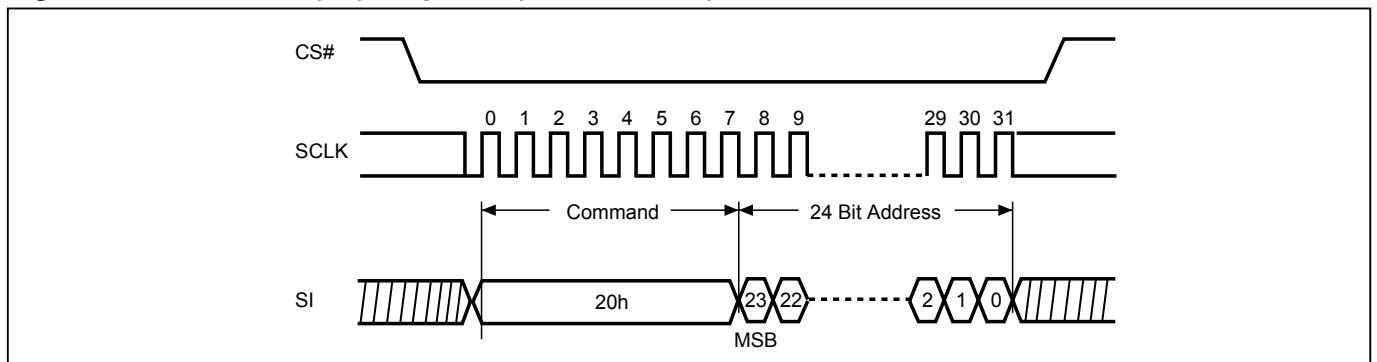 CS#
0 1 2 3 4 5 6 7 8 9 29 30 31
SCLK
Command 24 Bit Address
SI 20h 23 22 2 1 0
MSB